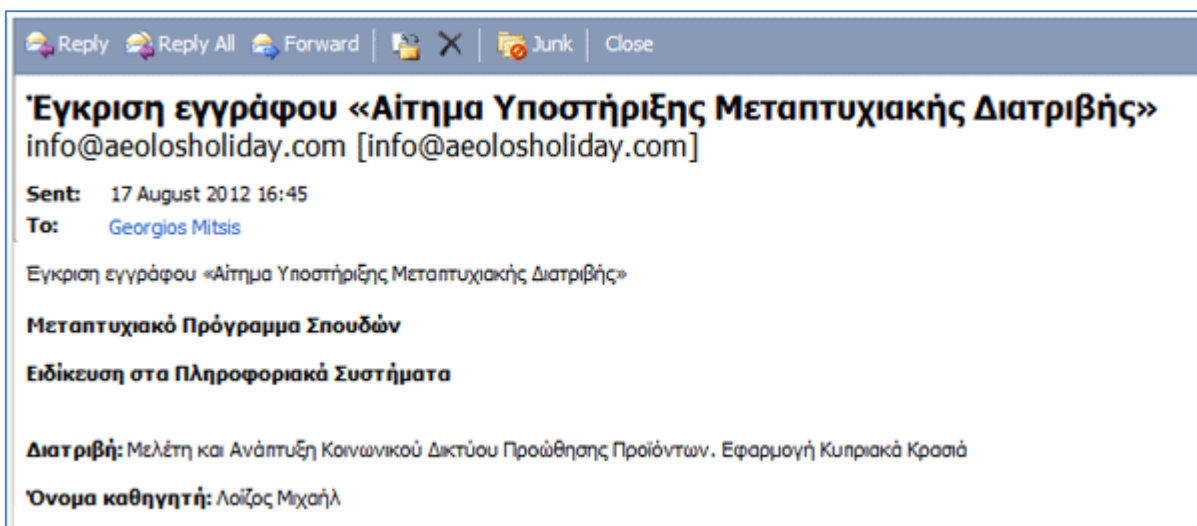 Reply Reply All Forward Junk Close
Έγκριση εγγράφου «Αίτημα Υποστήριξης Μεταπτυχιακής Διατριβής»
info@aeolosholiday.com [info@aeolosholiday.com]
Sent: 17 August 2012 16:45
To: Georgios Mitsis
Έγκριση εγγράφου «Αίτημα Υποστήριξης Μεταπτυχιακής Διατριβής»
Μεταπτυχιακό Πρόγραμμα Σπουδών
Ειδίκευση στα Πληροφοριακά Συστήματα
Διατριβή: Μελέτη και Ανάπτυξη Κοινωνικού Δικτύου Προώθησης Προϊόντων. Εφαρμογή Κυπριακά Κρασιά
Όνομα καθηγητή: Λοϊζος Μιχαήλ